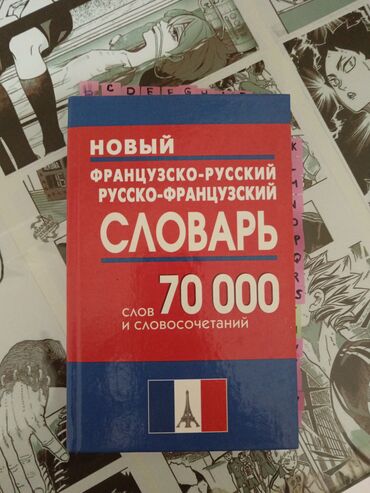 НОВЫЙ
ФРАНЦУЗСКО-РУССКИЙ
РУССКО-ФРАНЦУЗСКИЙ
СЛОВАРЬ
СЛОВ 70 000
И СЛОВОСОЧЕТАНИЙ
C D E F G
K
L
M
N
O
P
Q
R
S